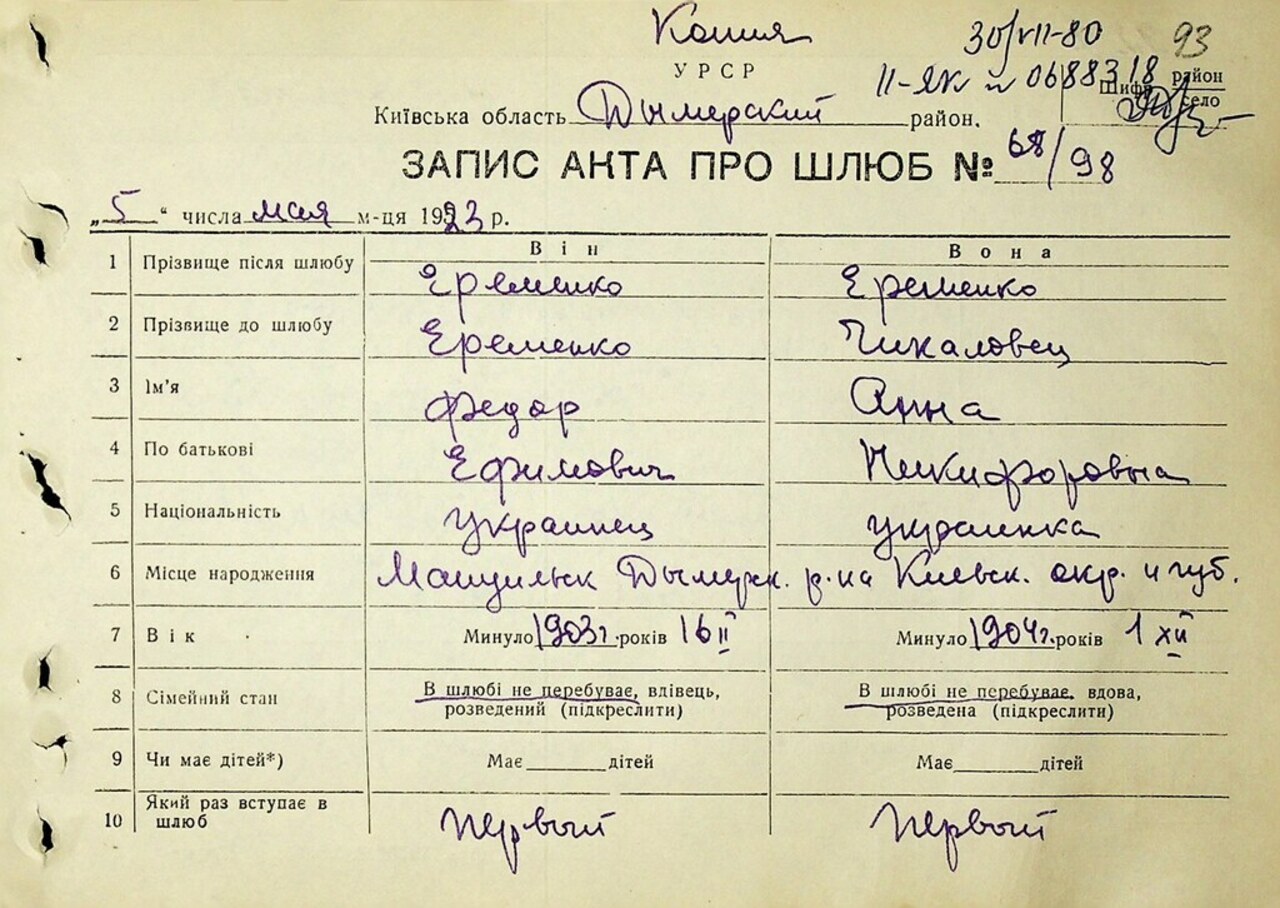 Копия 30/VII-80 93
УРСР II-ЯК № 068831 8 район
Шифр село
Київська область Дымерский район.
ЗАПИС АКТА ПРО ШЛЮБ № 68/98
„5“ числа мая м-ця 1923 р.
Він Вона
1 Прізвище після шлюбу Еременко Еременко
2 Прізвище до шлюбу Еременко Чикаловец
3 Ім'я Федор Анна
4 По батькові Ефимович Никифоровна
5 Національність Украинец украинка
6 Місце народження Дымерск. р-на Киевск. окр. и губ.
7 Вік Минуло 1903 г. років 16 II Минуло 1904 г. років 1 XII
8 Сімейний стан В шлюбі не перебуває, вдівець, В шлюбі не перебуває, вдова,
розведений (підкреслити) розведена (підкреслити)
9 Чи має дітей*) Має дітей Має дітей
10 Який раз вступає в
шлюб первый первый